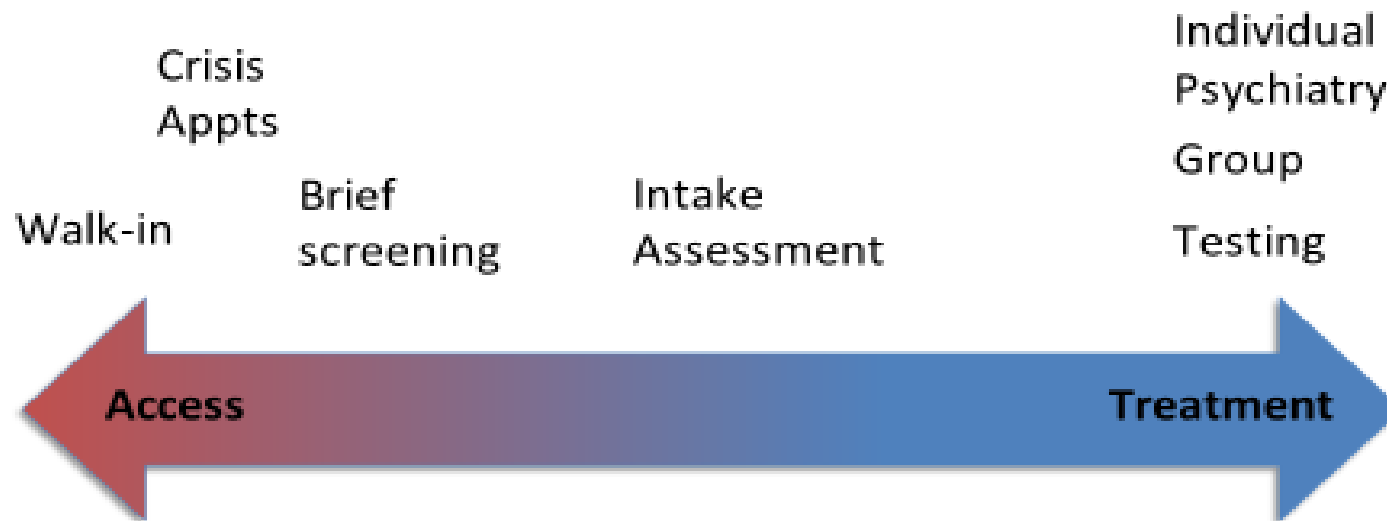 Crisis
Appts
Walk-in
Brief
screening
Intake
Assessment
Individual
Psychiatry
Group
Testing
Access
Treatment